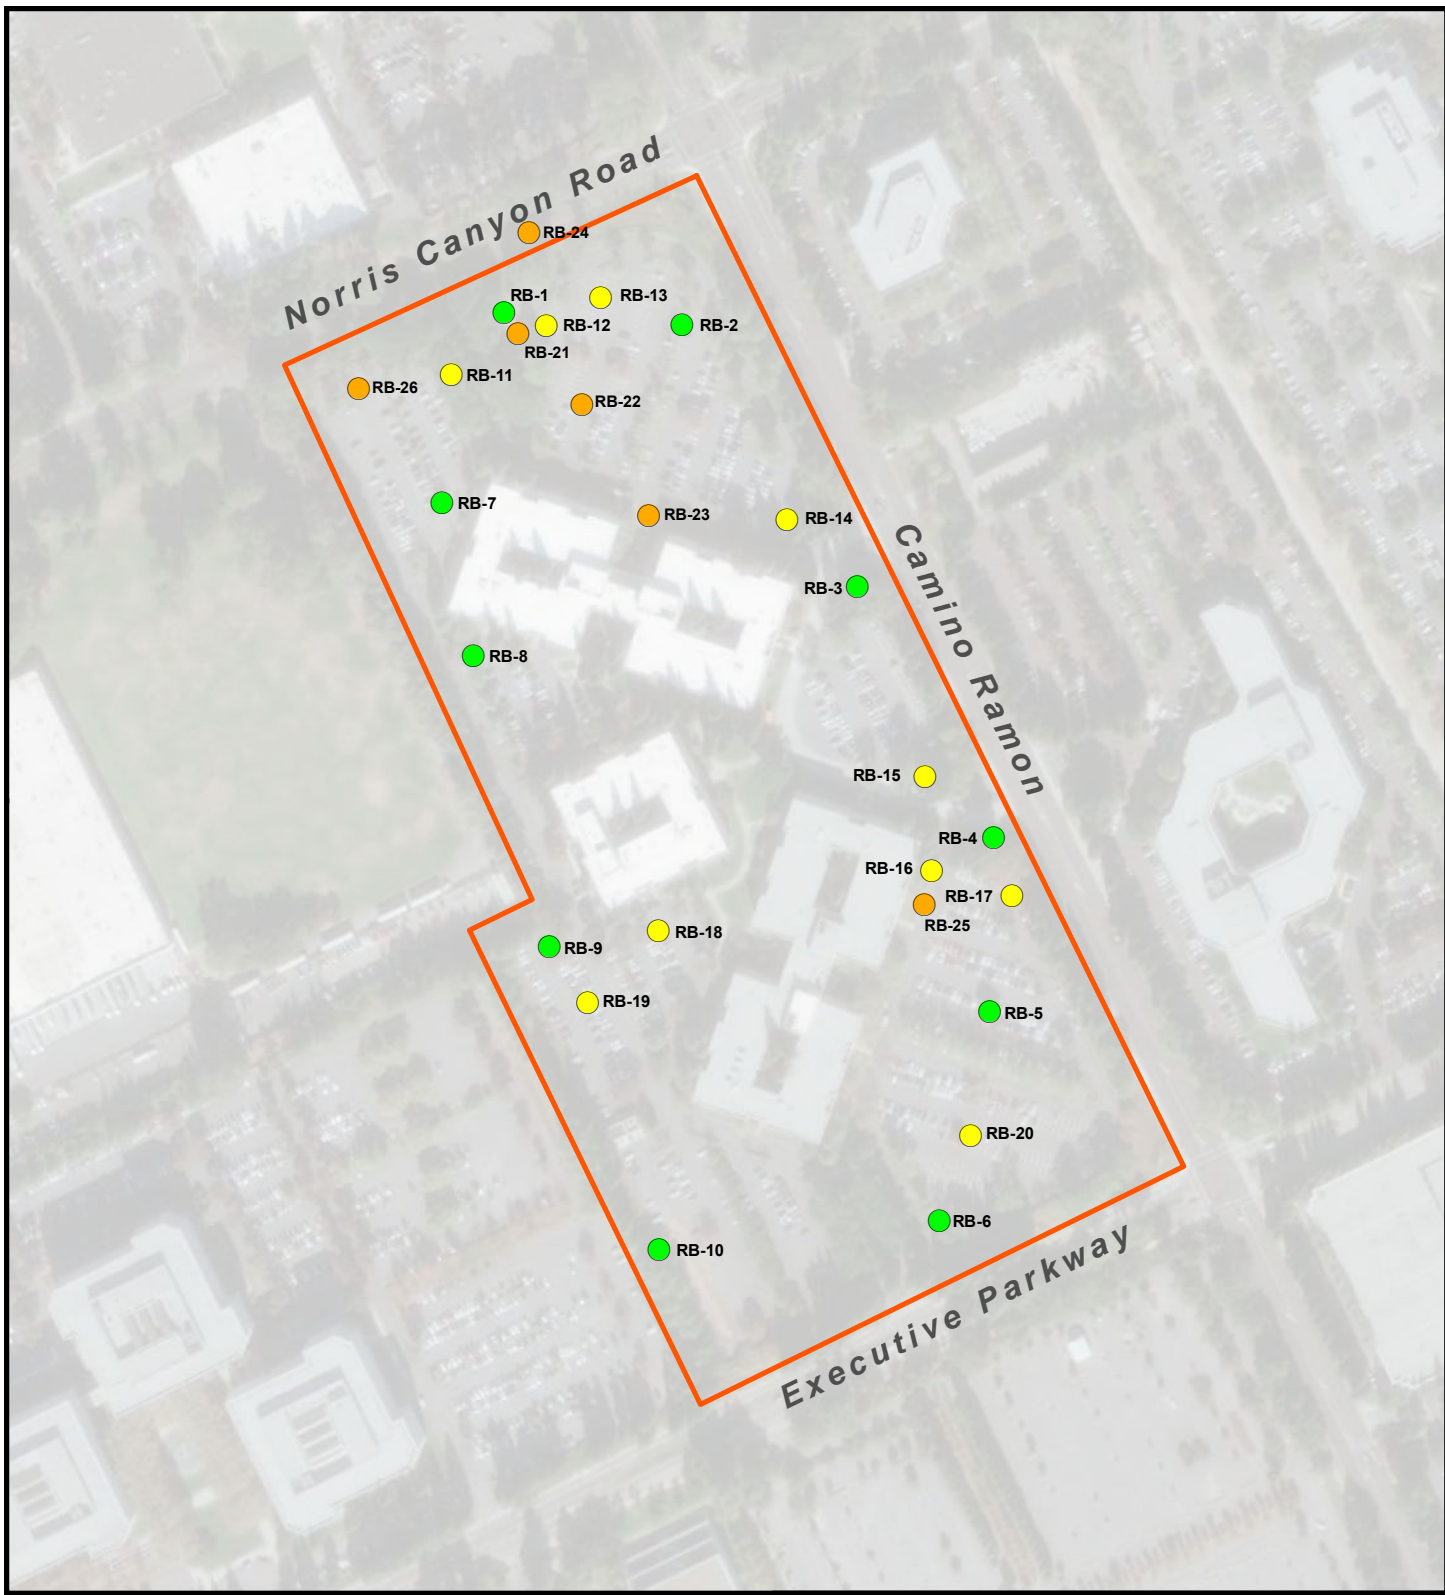 Norris Canyon Road
RB-24
RB-1
RB-13
RB-12
RB-2
RB-21
RB-11
RB-26
RB-22
RB-7
RB-23
RB-14
Camino Ramon
RB-3
RB-8
RB-15
RB-4
RB-16
RB-17
RB-25
RB-18
RB-9
RB-19
RB-5
RB-20
RB-6
RB-10
Executive Parkway